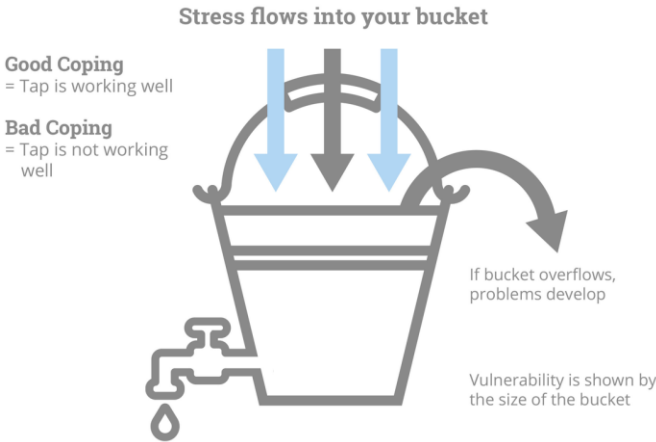 Stress flows into your bucket
Good Coping
= Tap is working well
Bad Coping
= Tap is not working
well
If bucket overflows,
problems develop
Vulnerability is shown by
the size of the bucket